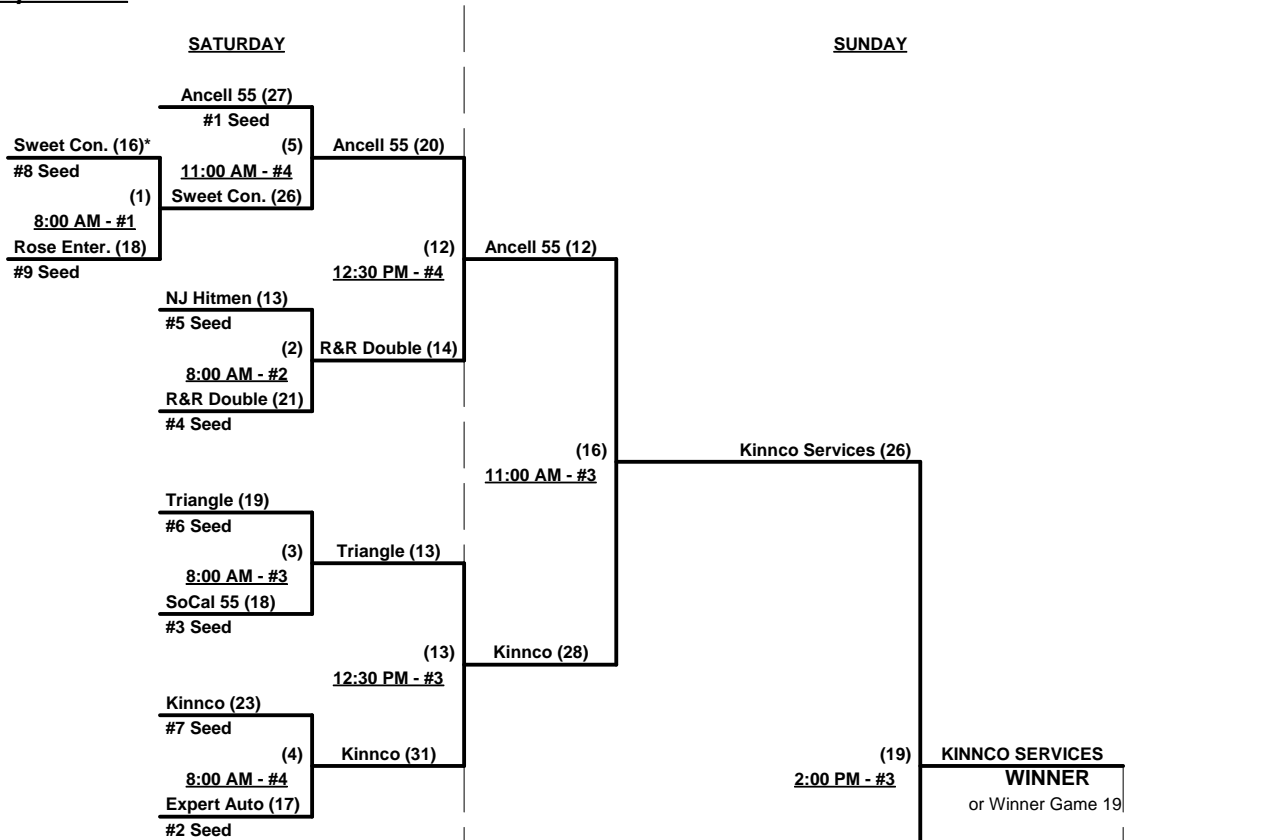 SATURDAY
SUNDAY
Ancell 55 (27)
#1 Seed
Sweet Con. (16)*
(5)
Ancell 55 (20)
#8 Seed
11:00 AM - #4
(1)
Sweet Con. (26)
8:00 AM - #1
Rose Enter. (18)
(12)
Ancell 55 (12)
#9 Seed
12:30 PM - #4
NJ Hitmen (13)
#5 Seed
(2)
R&R Double (14)
8:00 AM - #2
R&R Double (21)
#4 Seed
(16)
Kinnco Services (26)
11:00 AM - #3
Triangle (19)
#6 Seed
(3)
Triangle (13)
8:00 AM - #3
SoCal 55 (18)
#3 Seed
(13)
Kinnco (28)
12:30 PM - #3
Kinnco (23)
#7 Seed
(4)
Kinnco (31)
(19)
KINNCO SERVICES
8:00 AM - #4
2:00 PM - #3
WINNER
Expert Auto (17)
or Winner Game 19
#2 Seed